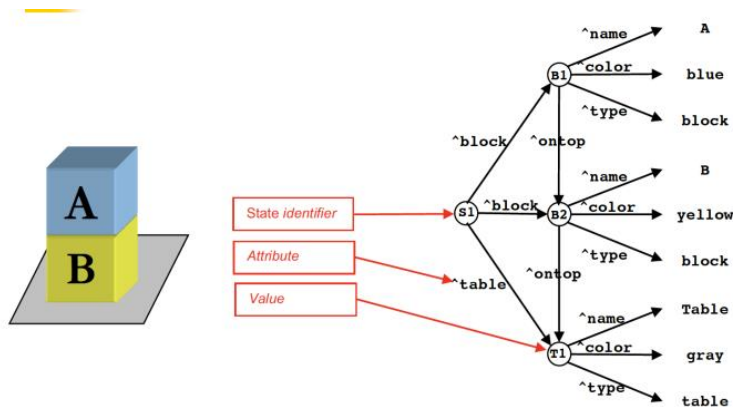 A
B
State identifier
Attribute
Value
S1
^block
^block
^table
B1
^name
A
^color
blue
^type
block
^ontop
B2
^name
B
^color
yellow
^type
block
^ontop
T1
^name
Table
^color
gray
^type
table